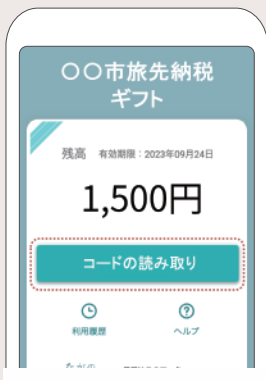 〇〇市旅先納税
ギフト
残高 有効期限：2023年09月24日
1,500円
コードの読み取り
利用履歴 ヘルプ